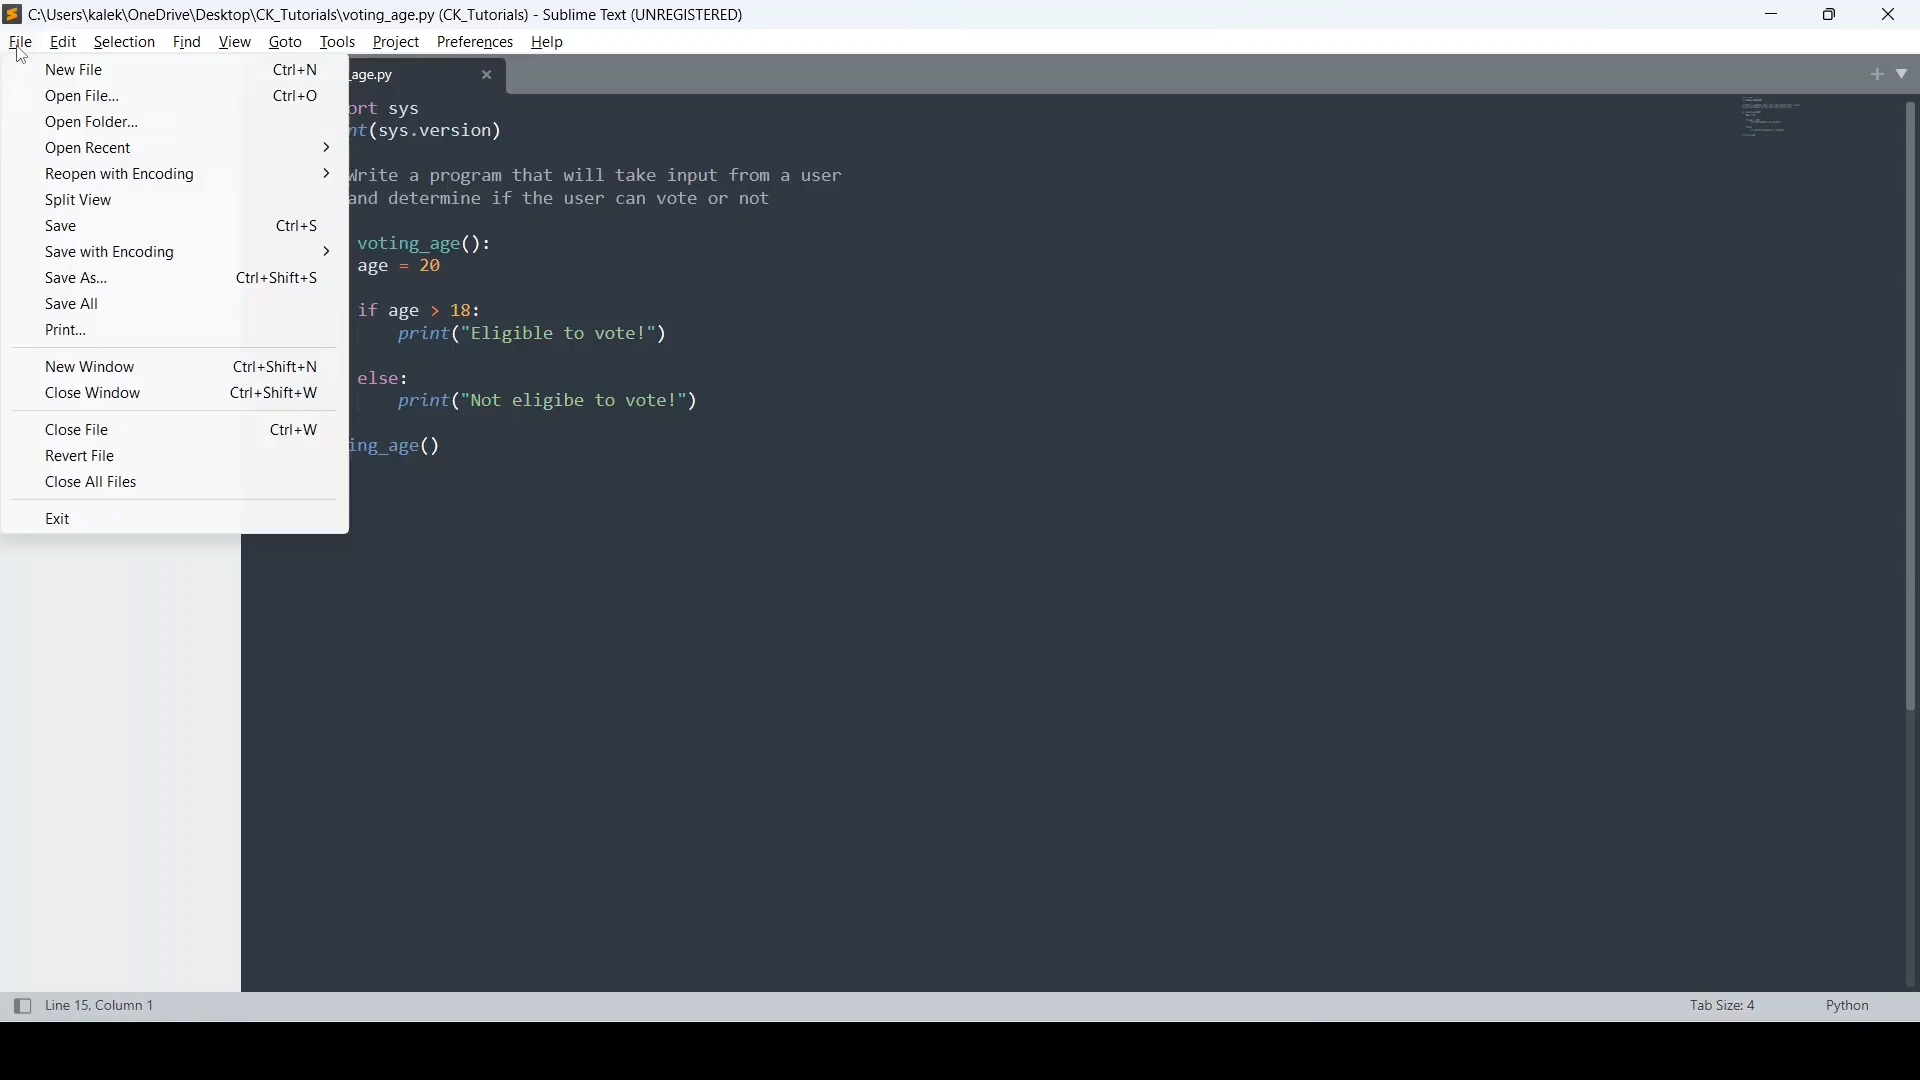 C:\Users\kalek\OneDrive\Desktop\CK_Tutorials\voting_age.py (CK_Tutorials) - Sublime Text (UNREGISTERED)
File Edit Selection Find View Goto Tools Project Preferences Help
New File Ctrl+N
Open File... Ctrl+O
Open Folder...
Open Recent
Reopen with Encoding
Split View
Save Ctrl+S
Save with Encoding
Save As... Ctrl+Shift+S
Save All
Print...
New Window Ctrl+Shift+N
Close Window Ctrl+Shift+W
Close File Ctrl+W
Revert File
Close All Files
Exit
_age.py
ort sys
nt(sys.version)
Write a program that will take input from a user
and determine if the user can vote or not
voting_age():
age = 20
if age > 18:
print("Eligible to vote!")
else:
print("Not eligibe to vote!")
ing_age()
Line 15, Column 1
Tab Size: 4
Python